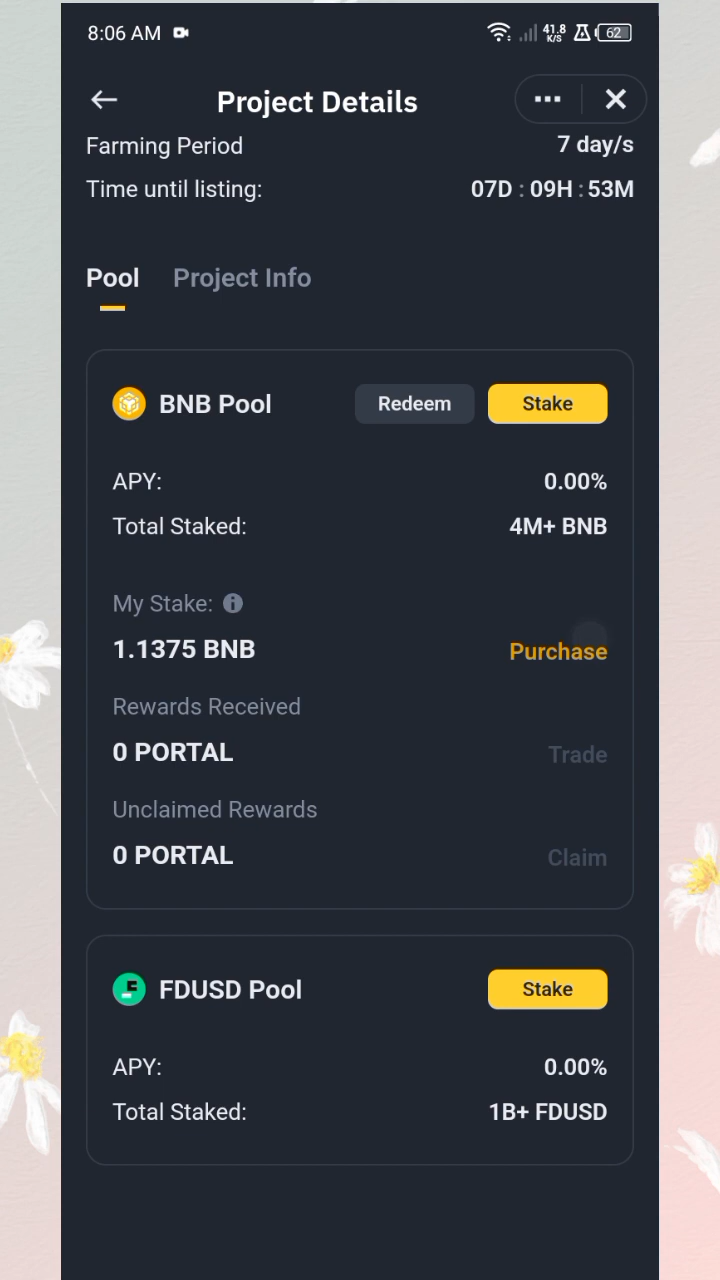 8:06 AM 41.8 K/S 62
Project Details
Farming Period 7 day/s
Time until listing: 07D : 09H : 53M
Pool Project Info
BNB Pool Redeem Stake
APY: 0.00%
Total Staked: 4M+ BNB
My Stake:
1.1375 BNB Purchase
Rewards Received
0 PORTAL Trade
Unclaimed Rewards
0 PORTAL Claim
FDUSD Pool Stake
APY: 0.00%
Total Staked: 1B+ FDUSD